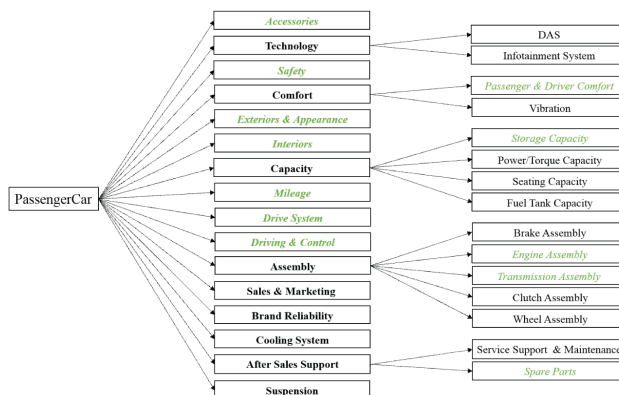 PassengerCar
Accessories
Technology
Safety
Comfort
Exteriors & Appearance
Interiors
Capacity
Mileage
Drive System
Driving & Control
Assembly
Sales & Marketing
Brand Reliability
Cooling System
After Sales Support
Suspension
DAS
Infotainment System
Passenger & Driver Comfort
Vibration
Storage Capacity
Power/Torque Capacity
Seating Capacity
Fuel Tank Capacity
Brake Assembly
Engine Assembly
Transmission Assembly
Clutch Assembly
Wheel Assembly
Service Support & Maintenance
Spare Parts